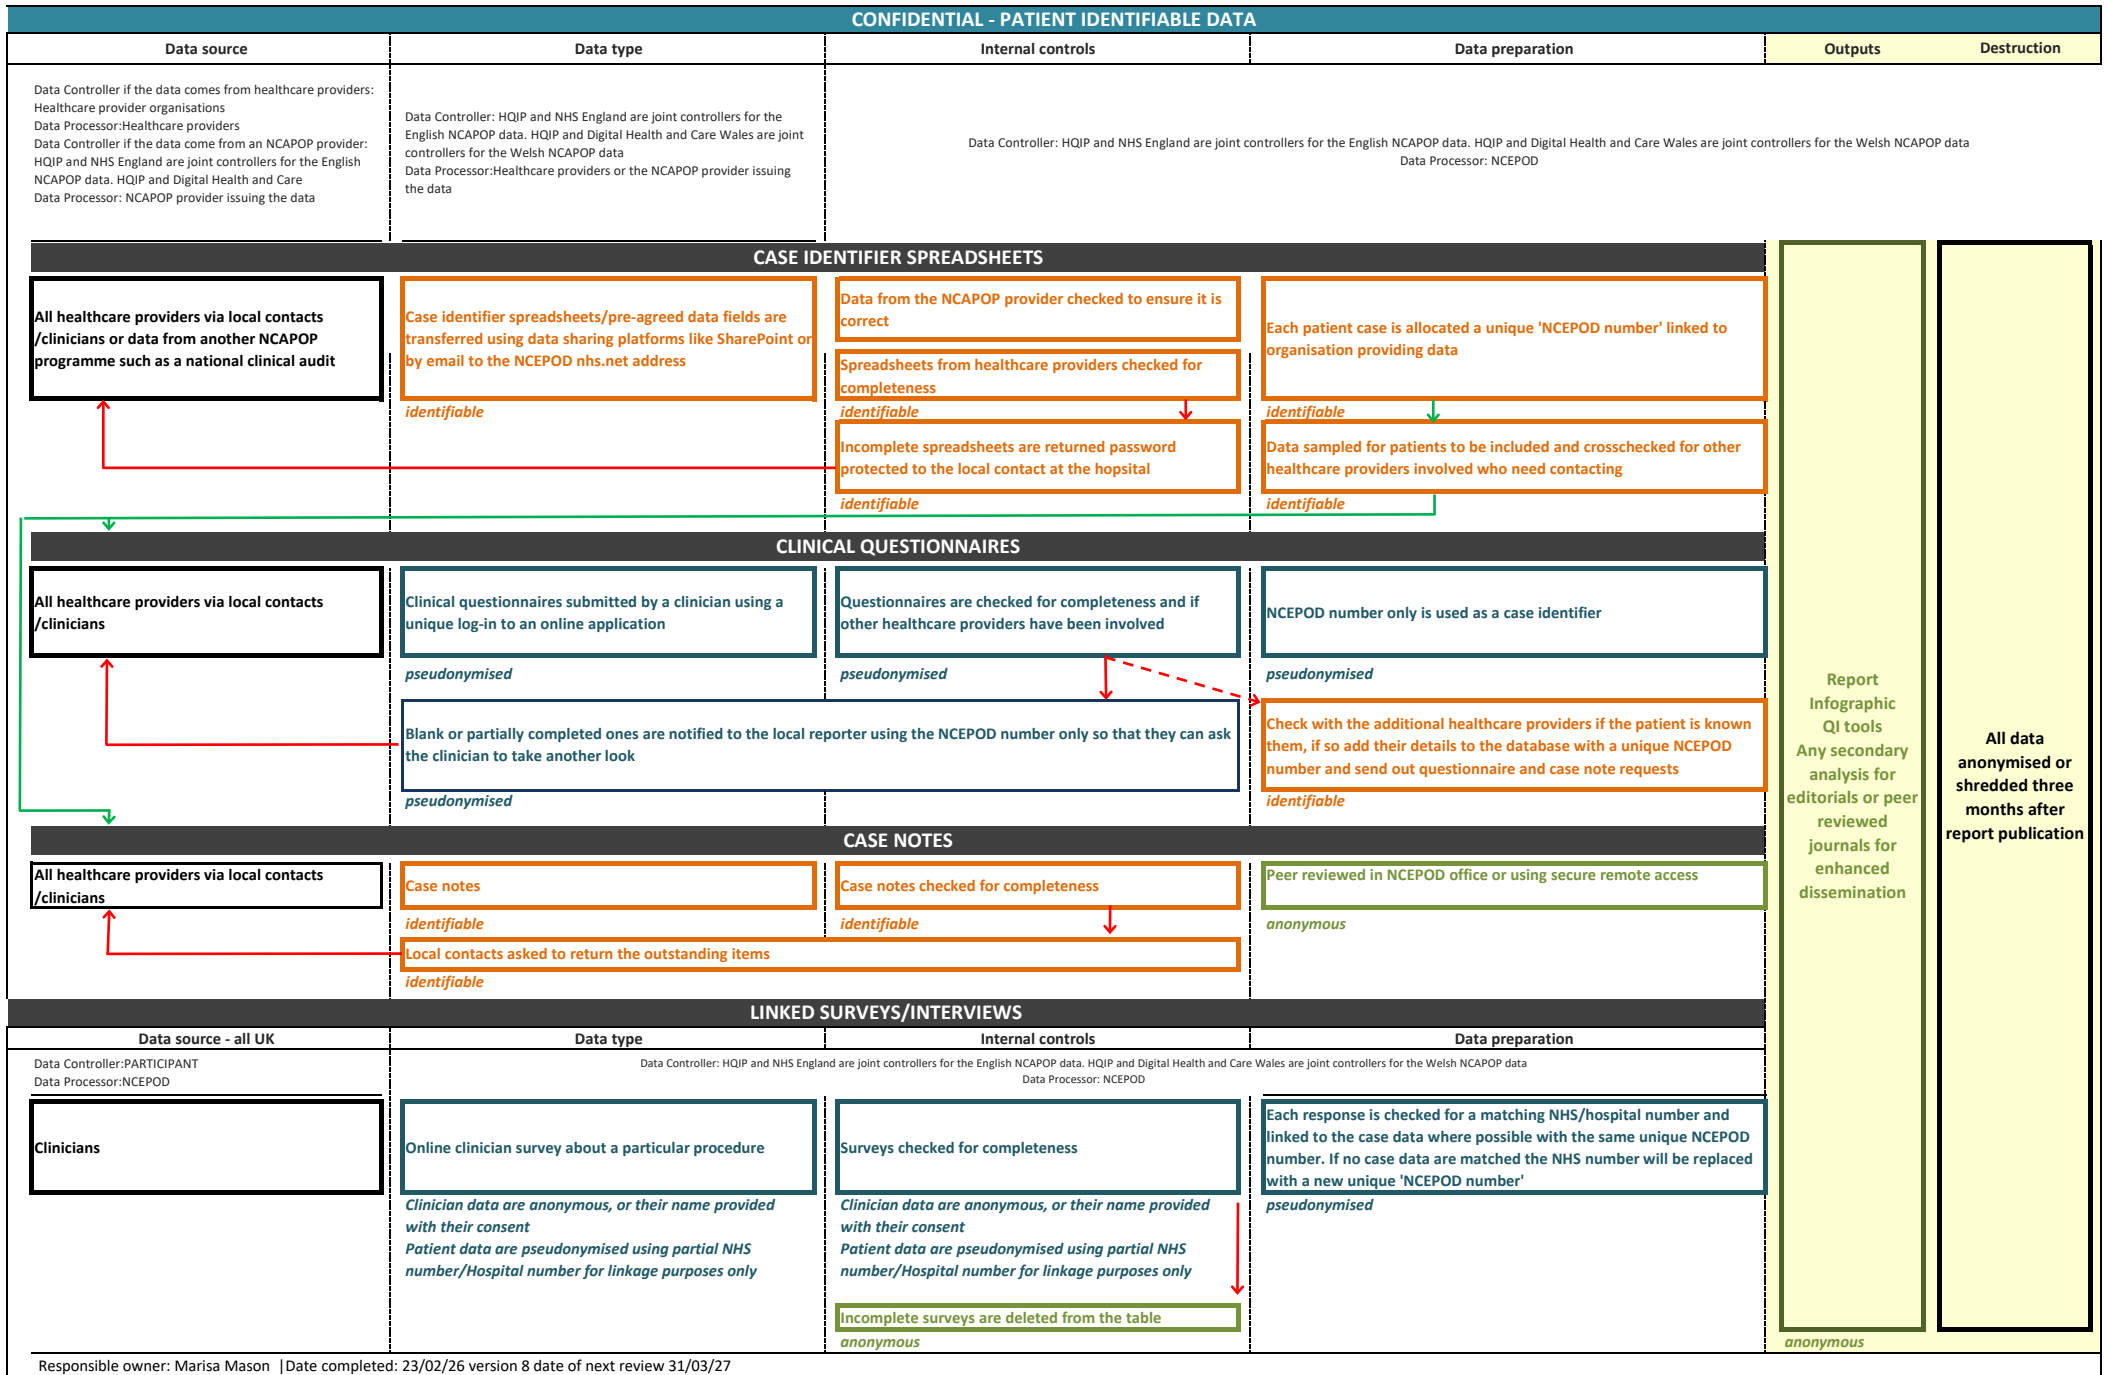 CONFIDENTIAL - PATIENT IDENTIFIABLE DATA
Data source
Data type
Internal controls
Data preparation
Outputs
Destruction
Data Controller if the data comes from healthcare providers:
Healthcare provider organisations
Data Processor:Healthcare providers
Data Controller if the data come from an NCAPOP provider:
HQIP and NHS England are joint controllers for the English
NCAPOP data. HQIP and Digital Health and Care
Data Processor: NCAPOP provider issuing the data
Data Controller: HQIP and NHS England are joint controllers for the
English NCAPOP data. HQIP and Digital Health and Care Wales are joint
controllers for the Welsh NCAPOP data
Data Processor:Healthcare providers or the NCAPOP provider issuing
the data
Data Controller: HQIP and NHS England are joint controllers for the English NCAPOP data. HQIP and Digital Health and Care Wales are joint controllers for the Welsh NCAPOP data
Data Processor: NCEPOD
CASE IDENTIFIER SPREADSHEETS
All healthcare providers via local contacts
/clinicians or data from another NCAPOP
programme such as a national clinical audit
Case identifier spreadsheets/pre-agreed data fields are
transferred using data sharing platforms like SharePoint or
by email to the NCEPOD nhs.net address
identifiable
Data from the NCAPOP provider checked to ensure it is
correct
Spreadsheets from healthcare providers checked for
completeness
identifiable
Incomplete spreadsheets are returned password
protected to the local contact at the hopsital
identifiable
Each patient case is allocated a unique 'NCEPOD number' linked to
organisation providing data
identifiable
Data sampled for patients to be included and crosschecked for other
healthcare providers involved who need contacting
identifiable
CLINICAL QUESTIONNAIRES
All healthcare providers via local contacts
/clinicians
Clinical questionnaires submitted by a clinician using a
unique log-in to an online application
pseudonymised
Questionnaires are checked for completeness and if
other healthcare providers have been involved
pseudonymised
NCEPOD number only is used as a case identifier
pseudonymised
Blank or partially completed ones are notified to the local reporter using the NCEPOD number only so that they can ask
the clinician to take another look
pseudonymised
Check with the additional healthcare providers if the patient is known
them, if so add their details to the database with a unique NCEPOD
number and send out questionnaire and case note requests
identifiable
CASE NOTES
All healthcare providers via local contacts
/clinicians
Case notes
identifiable
Case notes checked for completeness
identifiable
Peer reviewed in NCEPOD office or using secure remote access
anonymous
Local contacts asked to return the outstanding items
identifiable
Report
Infographic
QI tools
Any secondary
analysis for
editorials or peer
reviewed
journals for
enhanced
dissemination
All data
anonymised or
shredded three
months after
report publication
LINKED SURVEYS/INTERVIEWS
Data source - all UK
Data type
Internal controls
Data preparation
Data Controller:PARTICIPANT
Data Processor:NCEPOD
Data Controller: HQIP and NHS England are joint controllers for the English NCAPOP data. HQIP and Digital Health and Care Wales are joint controllers for the Welsh NCAPOP data
Data Processor: NCEPOD
Clinicians
Online clinician survey about a particular procedure
Clinician data are anonymous, or their name provided
with their consent
Patient data are pseudonymised using partial NHS
number/Hospital number for linkage purposes only
Surveys checked for completeness
Clinician data are anonymous, or their name provided
with their consent
Patient data are pseudonymised using partial NHS
number/Hospital number for linkage purposes only
Incomplete surveys are deleted from the table
anonymous
Each response is checked for a matching NHS/hospital number and
linked to the case data where possible with the same unique NCEPOD
number. If no case data are matched the NHS number will be replaced
with a new unique 'NCEPOD number'
pseudonymised
anonymous
Responsible owner: Marisa Mason |Date completed: 23/02/26 version 8 date of next review 31/03/27